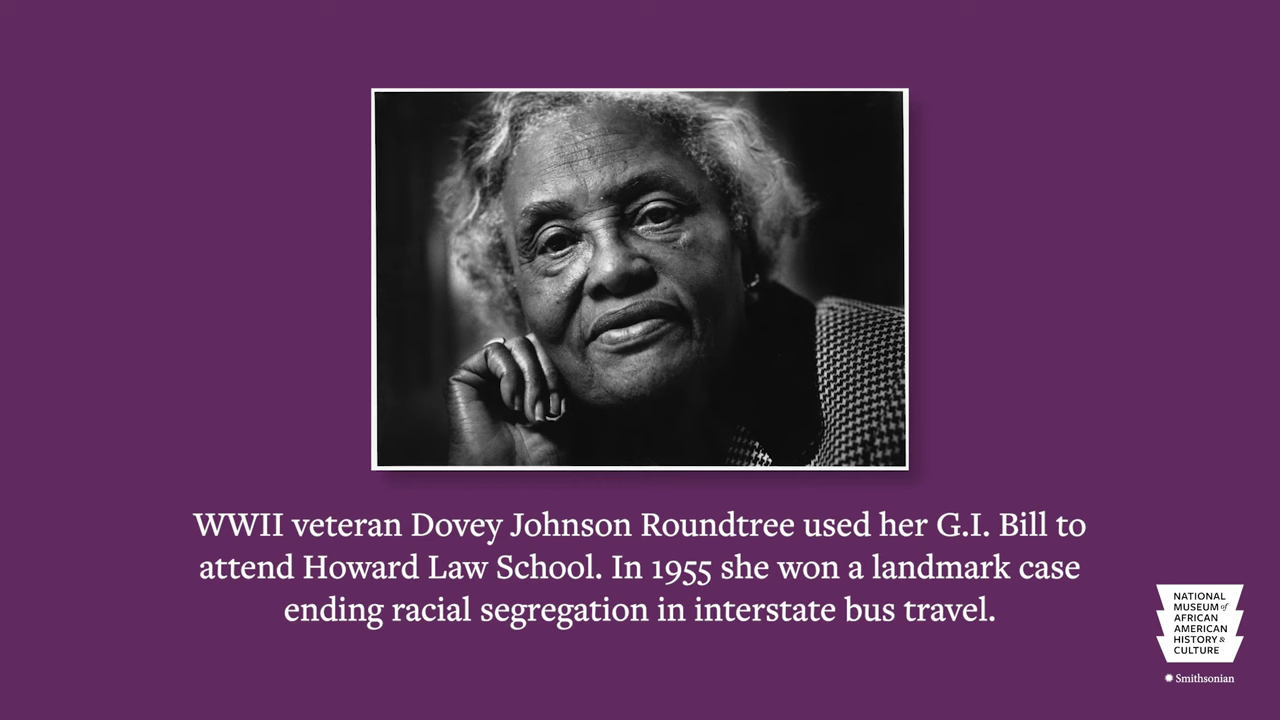 WWII veteran Dovey Johnson Roundtree used her G.I. Bill to
attend Howard Law School. In 1955 she won a landmark case
ending racial segregation in interstate bus travel.
NATIONAL
MUSEUM of
AFRICAN
AMERICAN
HISTORY &
CULTURE
Smithsonian